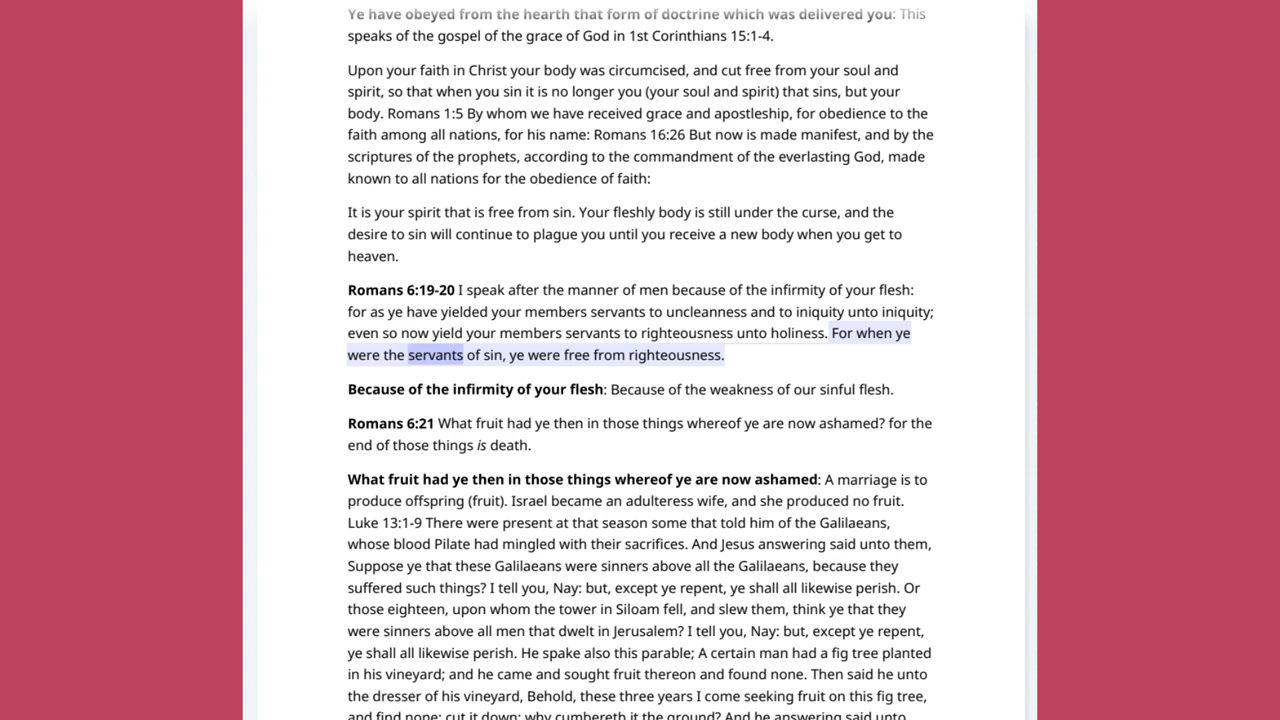 Ye have obeyed from the hearth that form of doctrine which was delivered you: This
speaks of the gospel of the grace of God in 1st Corinthians 15:1-4.
Upon your faith in Christ your body was circumcised, and cut free from your soul and
spirit, so that when you sin it is no longer you (your soul and spirit) that sins, but your
body. Romans 1:5 By whom we have received grace and apostleship, for obedience to the
faith among all nations, for his name: Romans 16:26 But now is made manifest, and by the
scriptures of the prophets, according to the commandment of the everlasting God, made
known to all nations for the obedience of faith:
It is your spirit that is free from sin. Your fleshly body is still under the curse, and the
desire to sin will continue to plague you until you receive a new body when you get to
heaven.
Romans 6:19-20 I speak after the manner of men because of the infirmity of your flesh:
for as ye have yielded your members servants to uncleanness and to iniquity unto iniquity;
even so now yield your members servants to righteousness unto holiness. For when ye
were the servants of sin, ye were free from righteousness.
Because of the infirmity of your flesh: Because of the weakness of our sinful flesh.
Romans 6:21 What fruit had ye then in those things whereof ye are now ashamed? for the
end of those things is death.
What fruit had ye then in those things whereof ye are now ashamed: A marriage is to
produce offspring (fruit). Israel became an adulteress wife, and she produced no fruit.
Luke 13:1-9 There were present at that season some that told him of the Galilaeans,
whose blood Pilate had mingled with their sacrifices. And Jesus answering said unto them,
Suppose ye that these Galilaeans were sinners above all the Galilaeans, because they
suffered such things? I tell you, Nay: but, except ye repent, ye shall all likewise perish. Or
those eighteen, upon whom the tower in Siloam fell, and slew them, think ye that they
were sinners above all men that dwelt in Jerusalem? I tell you, Nay: but, except ye repent,
ye shall all likewise perish. He spake also this parable; A certain man had a fig tree planted
in his vineyard; and he came and sought fruit thereon and found none. Then said he unto
the dresser of his vineyard, Behold, these three years I come seeking fruit on this fig tree,
and find none: cut it down; why cumbereth it the ground? And he answering said unto